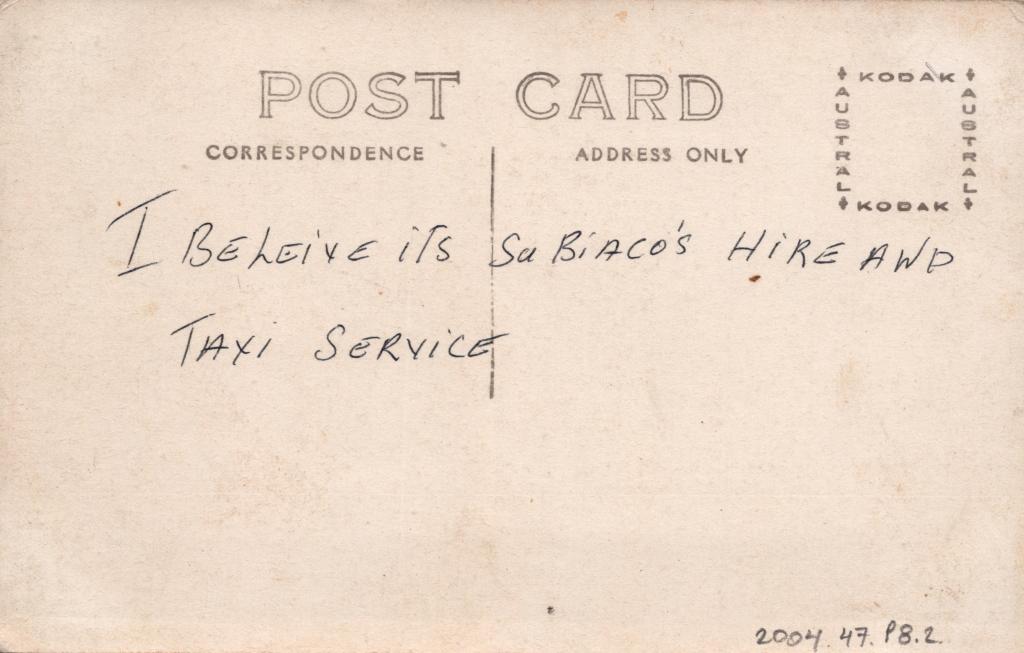 POST CARD
CORRESPONDENCE
ADDRESS ONLY
KODAK
AUSTRAL
AUSTRAL
KODAK
I BELEIVE iTS SuBiACO'S HiRE AND
TAXi SERViCE
2004.47.P8.2